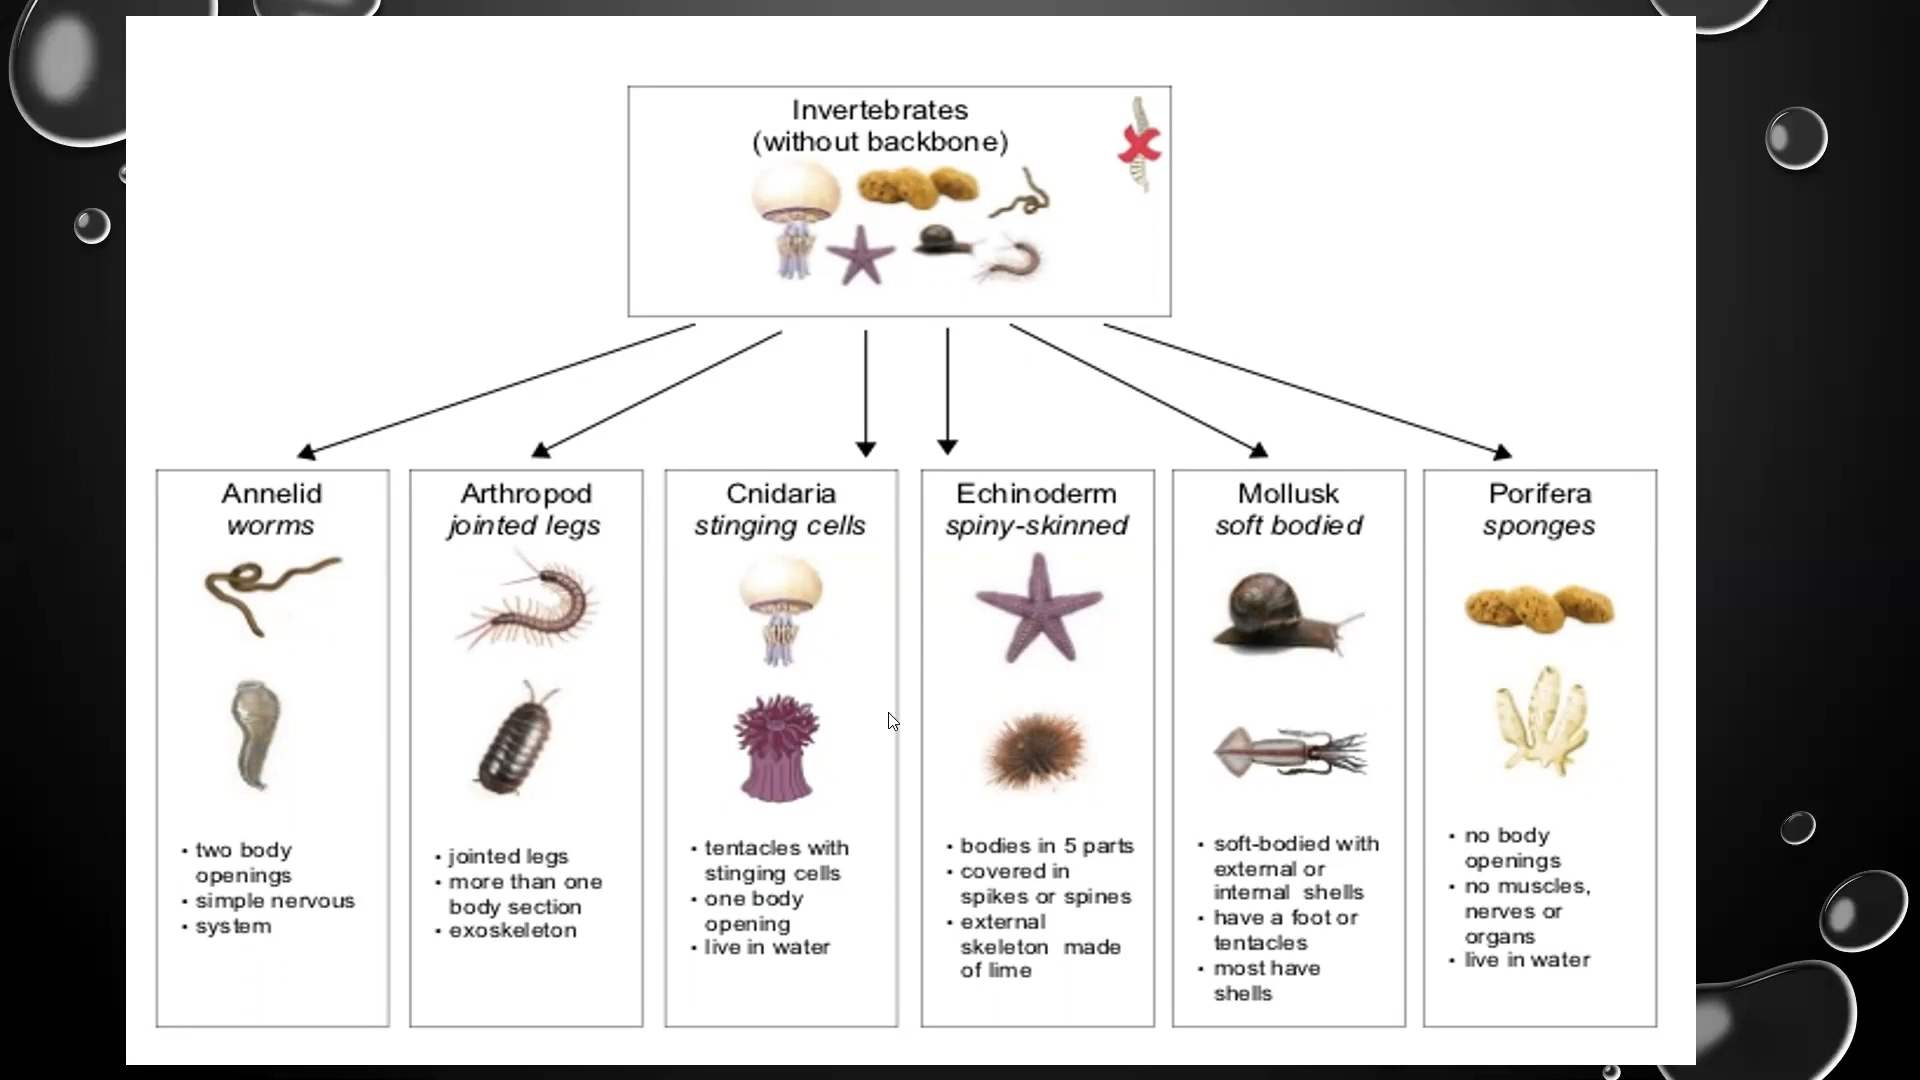 Invertebrates
(without backbone)
Annelid
worms
• two body
openings
• simple nervous
• system
Arthropod
jointed legs
• jointed legs
• more than one
body section
• exoskeleton
Cnidaria
stinging cells
• tentacles with
stinging cells
• one body
opening
• live in water
Echinoderm
spiny-skinned
• bodies in 5 parts
• covered in
spikes or spines
• external
skeleton made
of lime
Mollusk
soft bodied
• soft-bodied with
external or
internal shells
• have a foot or
tentacles
• most have
shells
Porifera
sponges
• no body
openings
• no muscles,
nerves or
organs
• live in water